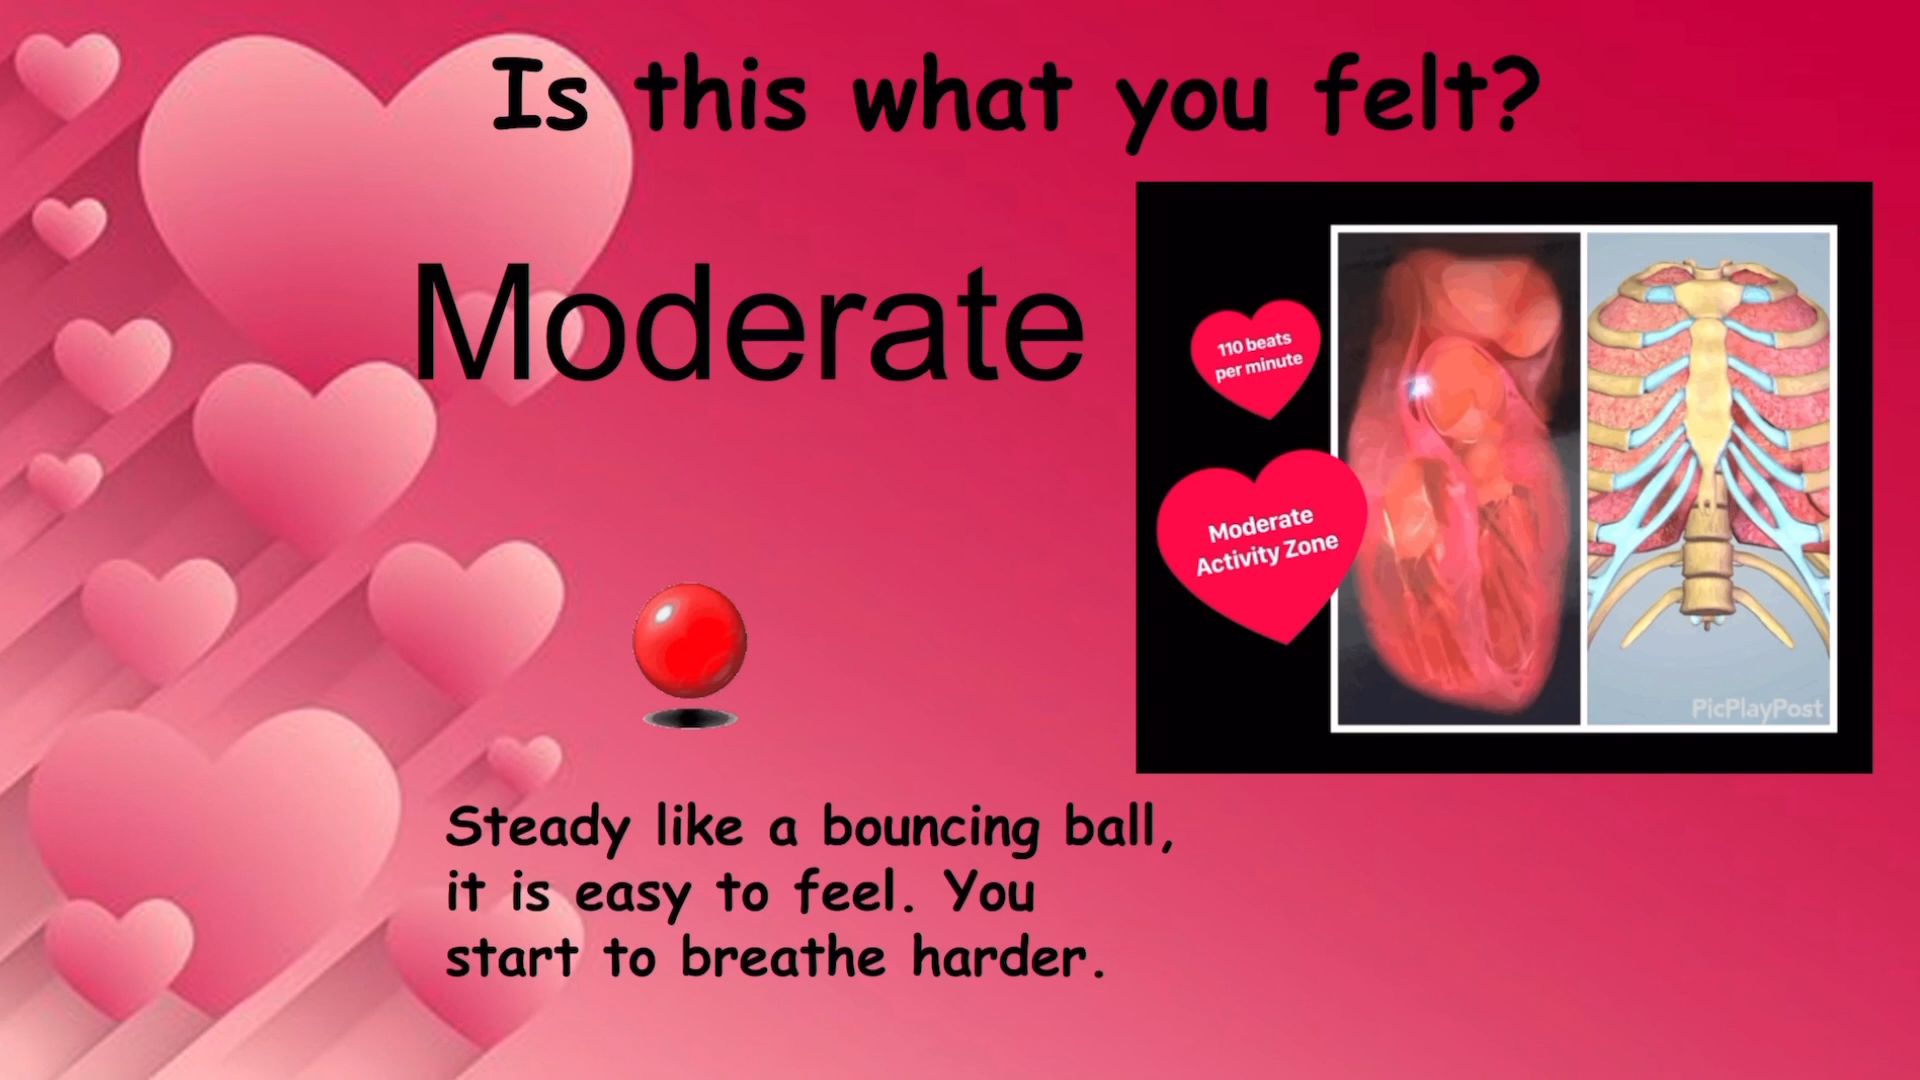 Is this what you felt?
Moderate
110 beats
per minute
Moderate
Activity Zone
PicPlayPost
Steady like a bouncing ball,
it is easy to feel. You
start to breathe harder.